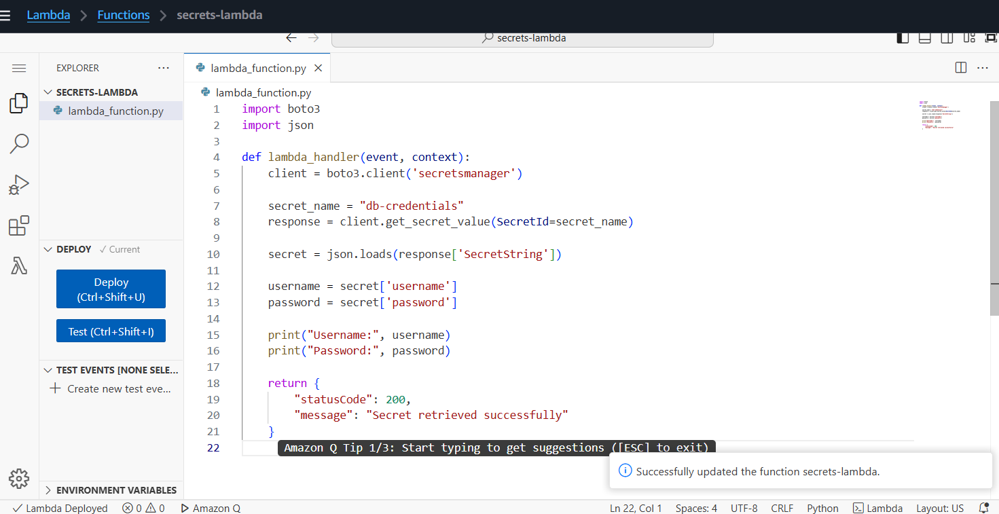 Lambda > Functions > secrets-lambda
secrets-lambda
EXPLORER ...
SECRETS-LAMBDA
lambda_function.py
DEPLOY ✓ Current
Deploy
(Ctrl+Shift+U)
Test (Ctrl+Shift+I)
TEST EVENTS [NONE SELE...
+ Create new test eve...
ENVIRONMENT VARIABLES
lambda_function.py ×
lambda_function.py
1 import boto3
2 import json
3
4 def lambda_handler(event, context):
5     client = boto3.client('secretsmanager')
6
7     secret_name = "db-credentials"
8     response = client.get_secret_value(SecretId=secret_name)
9
10     secret = json.loads(response['SecretString'])
11
12     username = secret['username']
13     password = secret['password']
14
15     print("Username:", username)
16     print("Password:", password)
17
18     return {
19         "statusCode": 200,
20         "message": "Secret retrieved successfully"
21     }
22 Amazon Q Tip 1/3: Start typing to get suggestions ([ESC] to exit)
Successfully updated the function secrets-lambda.
Lambda Deployed 0 0 Amazon Q Ln 22, Col 1 Spaces: 4 UTF-8 CRLF Python Lambda Layout: US